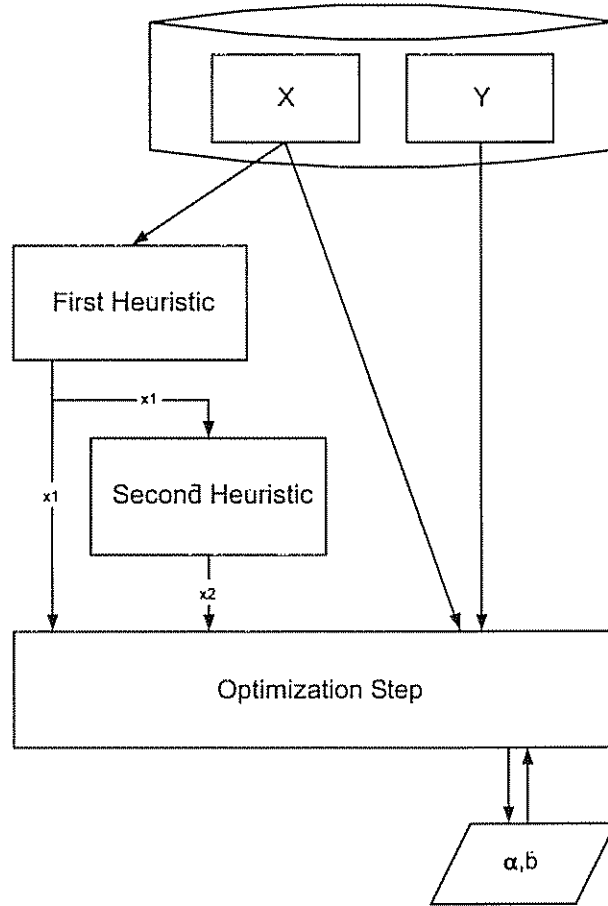 X
Y
First Heuristic
x1
x1
Second Heuristic
x2
Optimization Step
α,b